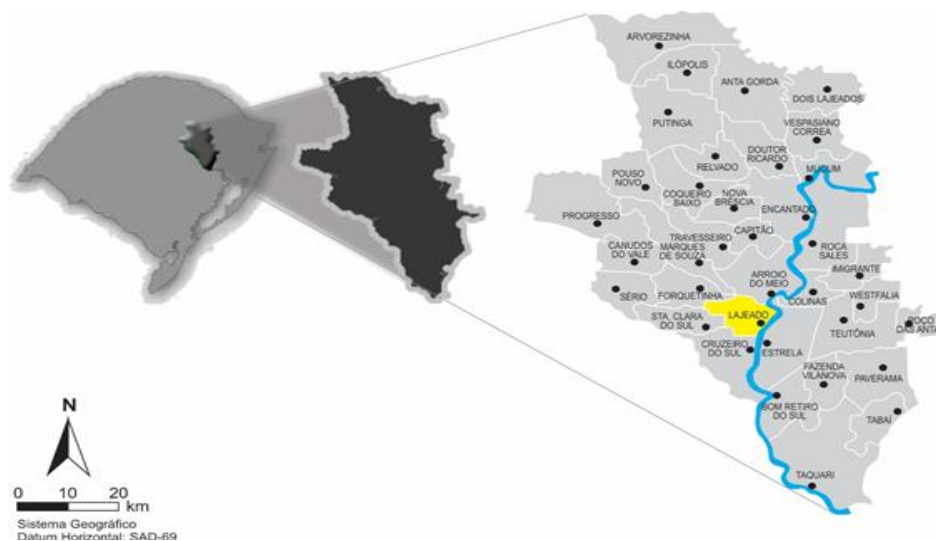 ARVOREZINHA
ILÓPOLIS
ANTA GORDA
DOIS LAJEADOS
PUTINGA
VESPASIANO
CORREA
DOUTOR
RICARDO
RELVADO
MUÇUM
POUSO
NOVO
COQUEIRO
BAIXO
NOVA
BRÉSCIA
ENCANTADO
PROGRESSO
CAPITÃO
TRAVESSEIRO
MARQUES
DE SOUZA
CANUDOS
DO VALE
ROCA
SALES
IMIGRANTE
ARROIO
DO MEIO
SÉRIO
FORQUETINHA
COLINAS
WESTFALIA
LAJEADO
STA. CLARA
DO SUL
TEUTÔNIA
POÇO
DAS ANTA
CRUZEIRO
DO SUL
ESTRELA
FAZENDA
VILANOVA
PAVERAMA
BOM RETIRO
DO SUL
TABAÍ
TAQUARI
N
0 10 20
km
Sistema Geográfico
Datum Horizontal: SAD-69